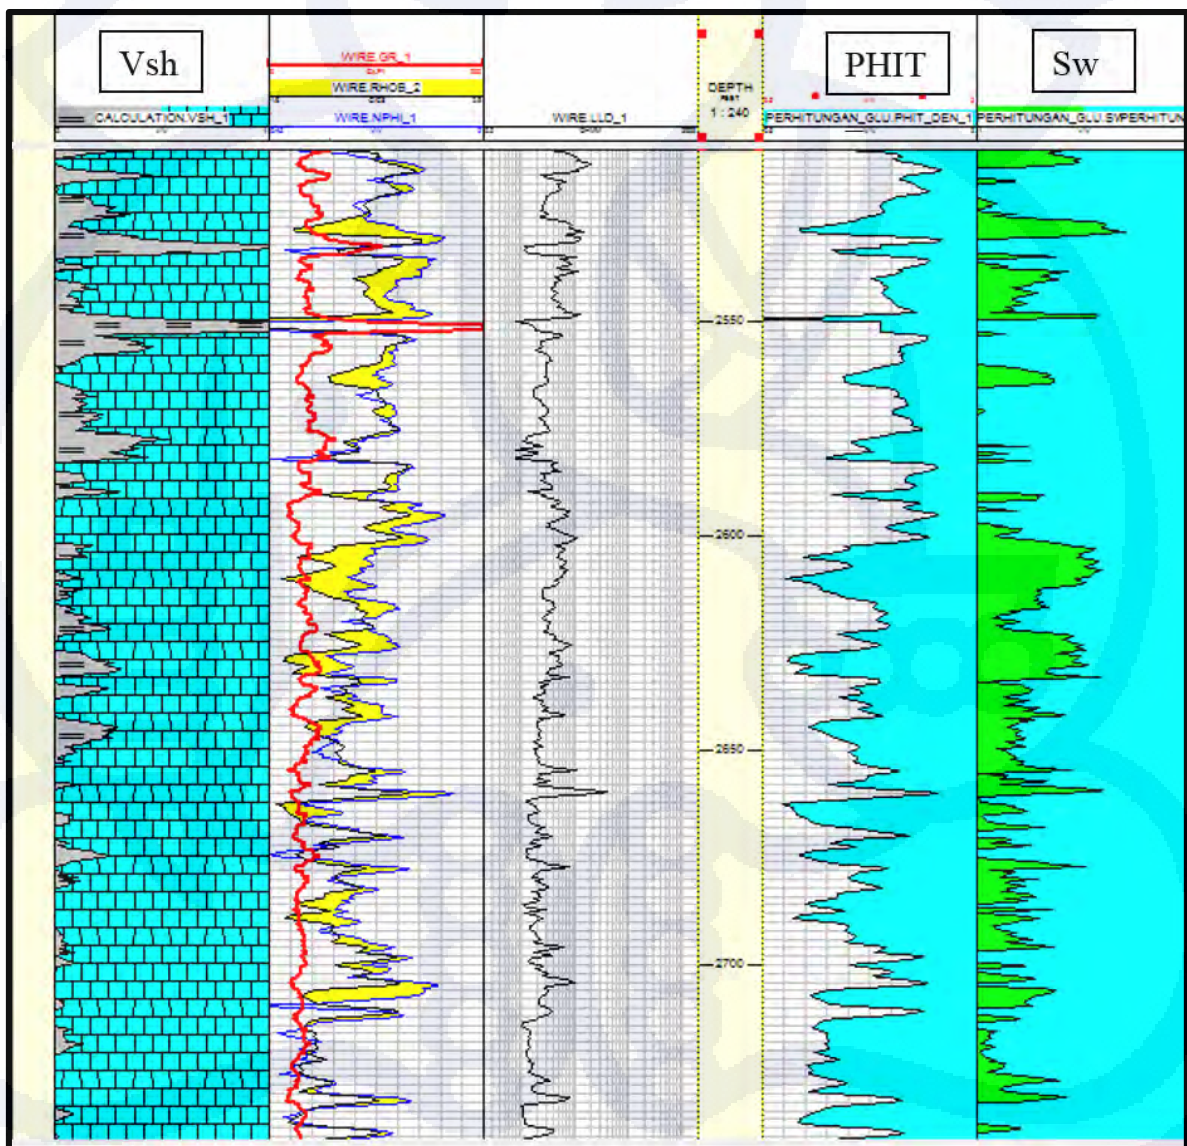 Vsh
PHIT
Sw
WIRE.GR_1
WIRE.RHOB_2
DEPTH
FEET
1 : 240
CALCULATION.VSH_1
WIRE.NPHI_1
WIRE.LLD_1
PERHITUNGAN_GLU.PHIT_DEN_1
PERHITUNGAN_GLU.SWPERHITUN
2550
2600
2650
2700